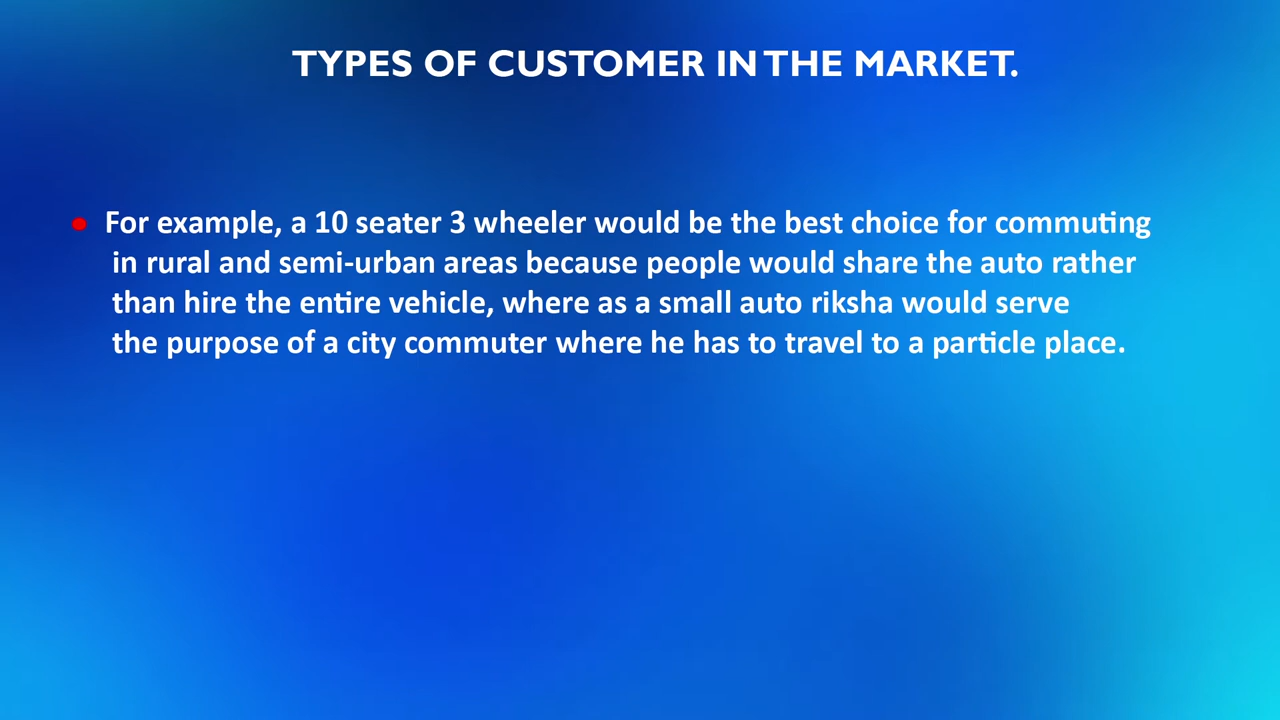 TYPES OF CUSTOMER IN THE MARKET.
• For example, a 10 seater 3 wheeler would be the best choice for commuting
in rural and semi-urban areas because people would share the auto rather
than hire the entire vehicle, where as a small auto riksha would serve
the purpose of a city commuter where he has to travel to a particle place.